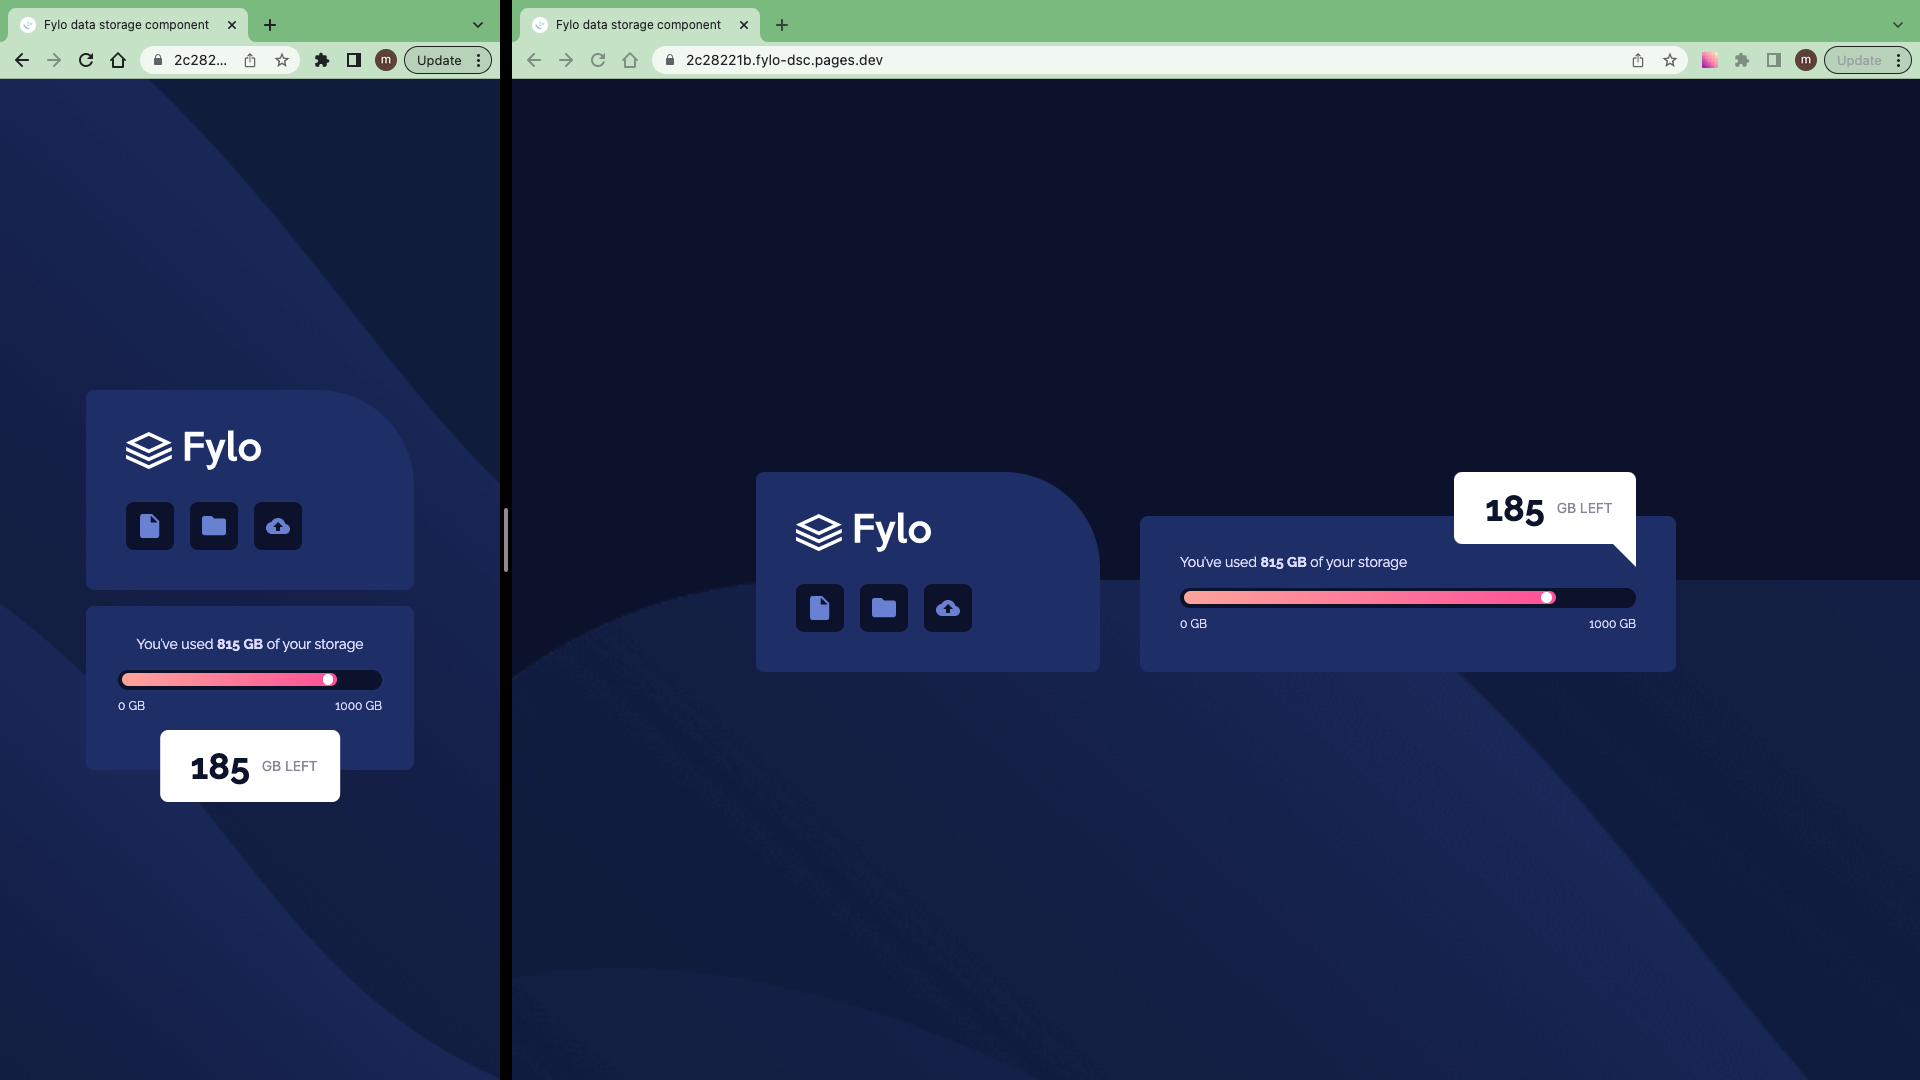 Fylo data storage component
2c282...
m
Update
Fylo
You've used 815 GB of your storage
0 GB
1000 GB
185 GB LEFT
Fylo data storage component
2c28221b.fylo-dsc.pages.dev
m
Update
Fylo
185 GB LEFT
You've used 815 GB of your storage
0 GB
1000 GB